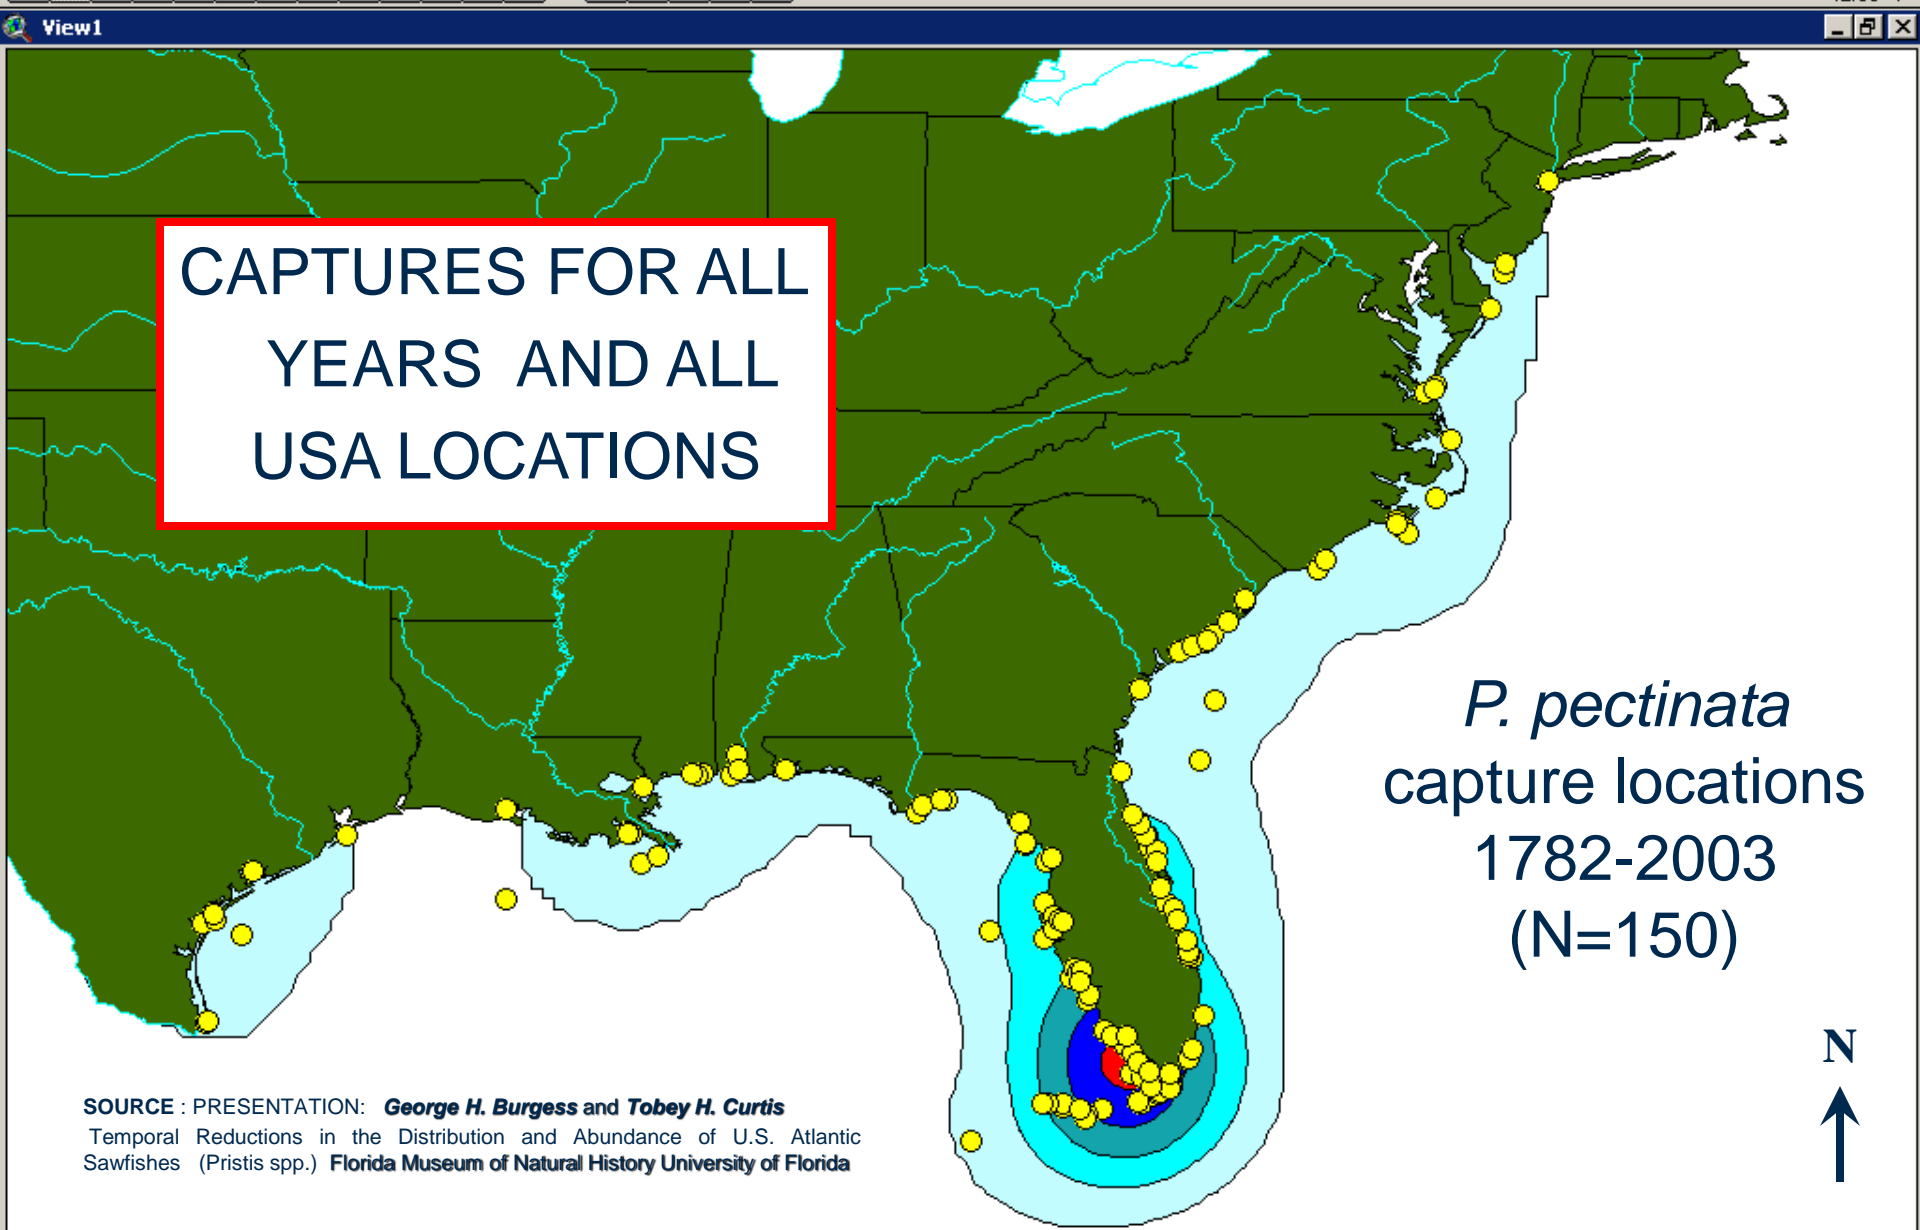 View1
CAPTURES FOR ALL
YEARS AND ALL
USA LOCATIONS
P. pectinata
capture locations
1782-2003
(N=150)
N
SOURCE : PRESENTATION: George H. Burgess and Tobey H. Curtis
Temporal Reductions in the Distribution and Abundance of U.S. Atlantic
Sawfishes (Pristis spp.) Florida Museum of Natural History University of Florida